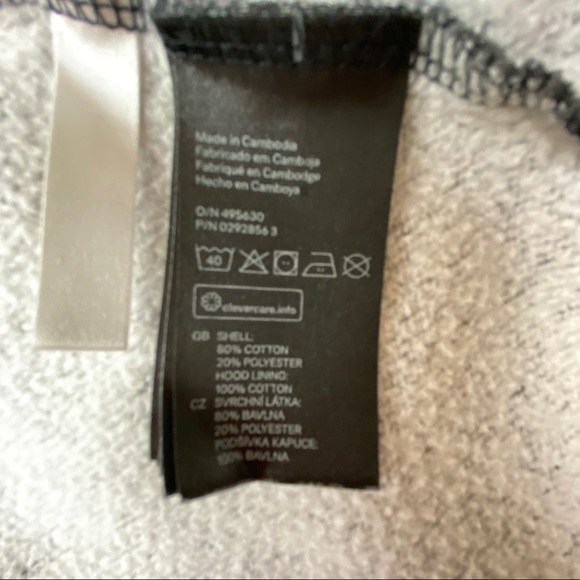 Made in Cambodia
Fabricado em Camboja
Fabriqué en Cambodge
Hecho en Camboya
O/N 495630
P/N 0292856 3
40
clevercare.info
GB SHELL:
80% COTTON
20% POLYESTER
HOOD LINING:
100% COTTON
CZ SVRCHNÍ LÁTKA:
80% BAVLNA
20% POLYESTER
PODŠÍVKA KAPUCE:
100% BAVLNA